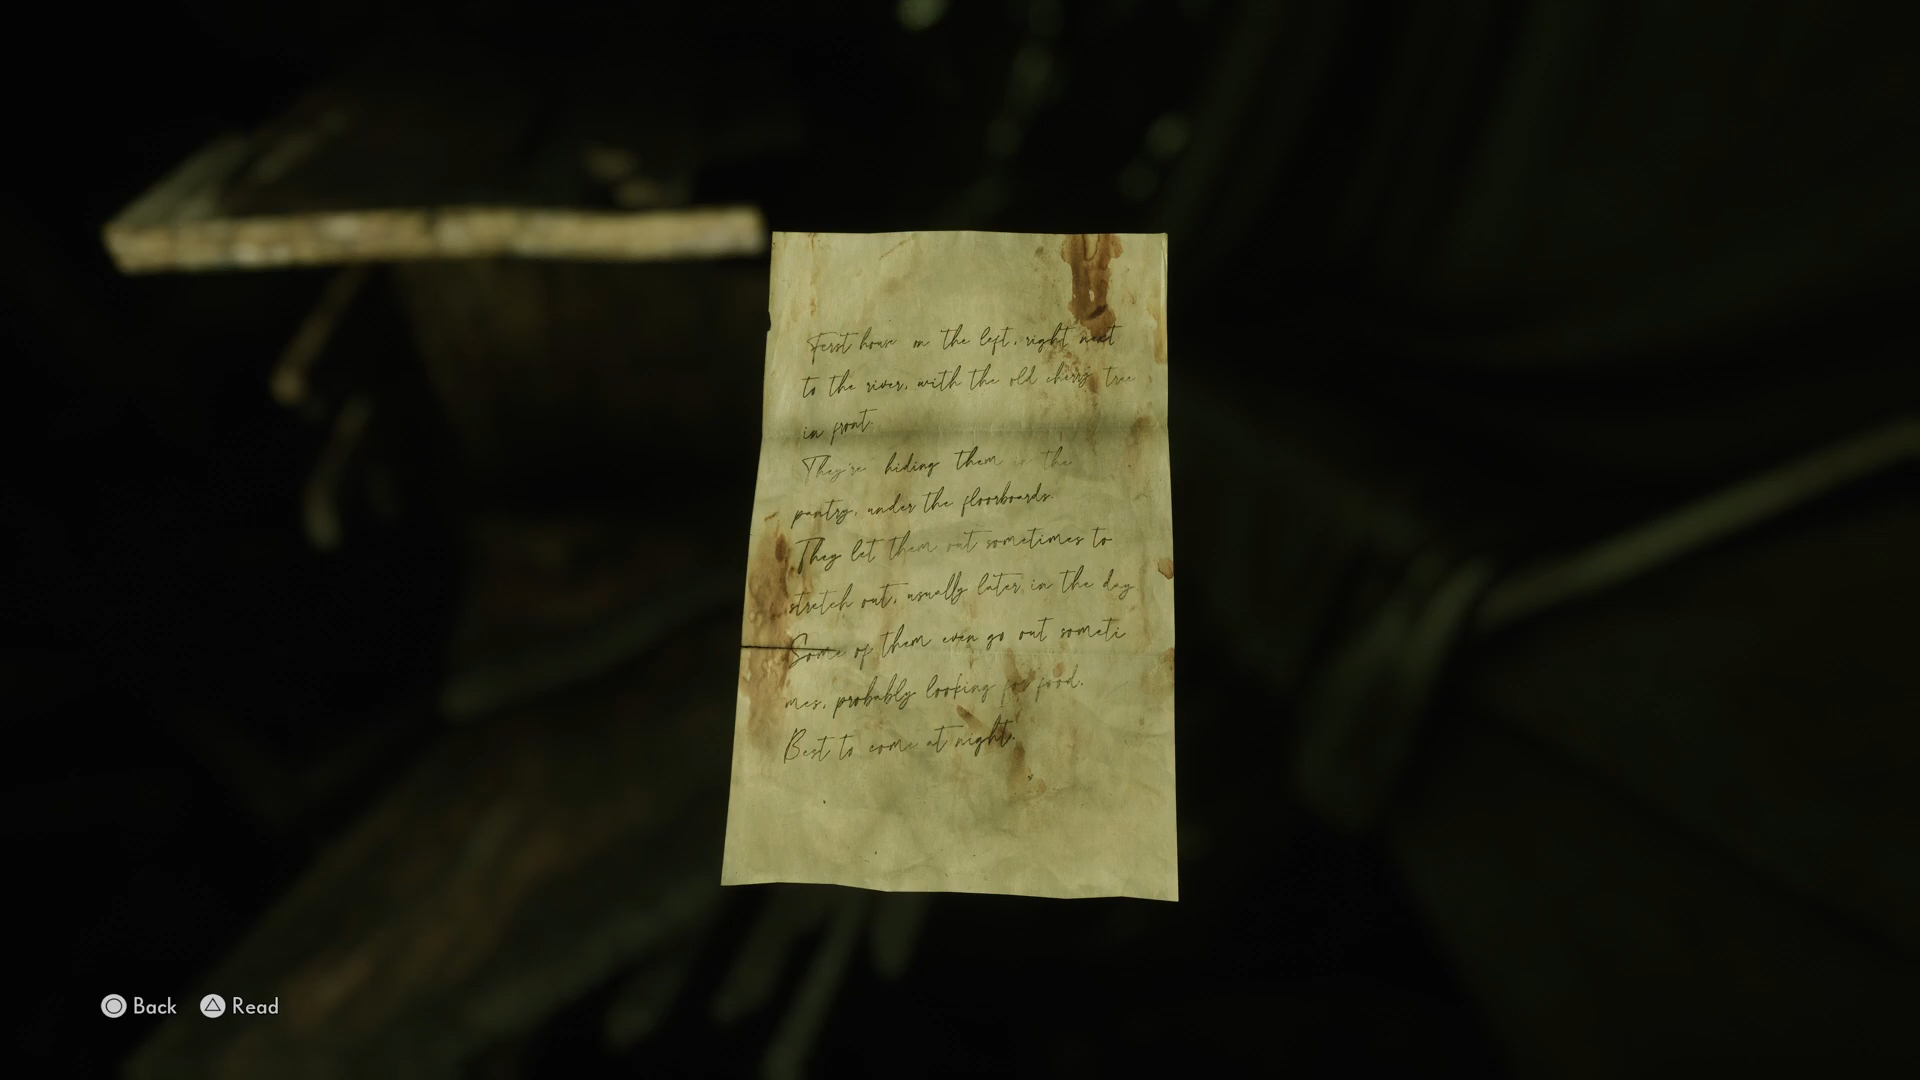 First house on the left, right next
to the river, with the old cherry tree
in front.
They're hiding them in the
pantry, under the floorboards.
They let them out sometimes to
stretch out, usually later in the day
Some of them even go out someti
mes, probably looking for food.
Best to come at night.
Back Read